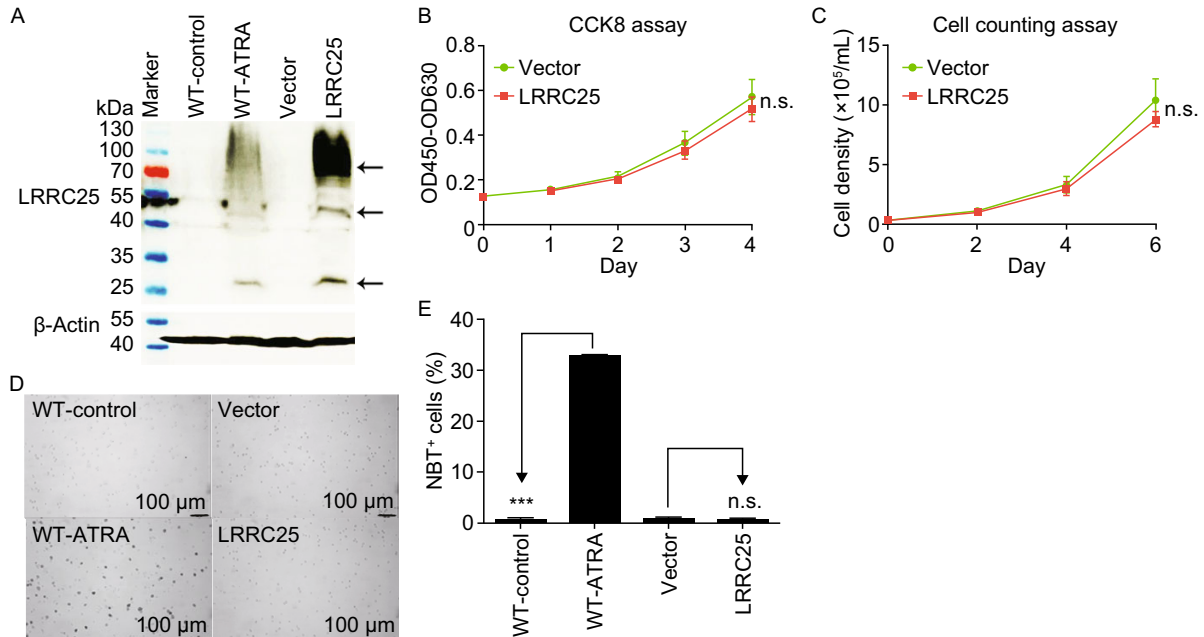 A
kDa
Marker
WT-control
WT-ATRA
Vector
LRRC25
130
100
70
55
40
35
25
LRRC25
55
40
β-Actin
B
CCK8 assay
Vector
LRRC25
n.s.
OD450-OD630
0.8
0.6
0.4
0.2
0
0 1 2 3 4
Day
C
Cell counting assay
Vector
LRRC25
n.s.
Cell density (×10⁵/mL)
15
10
5
0
0 2 4 6
Day
D
WT-control
100 µm
Vector
100 µm
WT-ATRA
100 µm
LRRC25
100 µm
E
NBT⁺ cells (%)
40
30
20
10
0
***
n.s.
WT-control
WT-ATRA
Vector
LRRC25